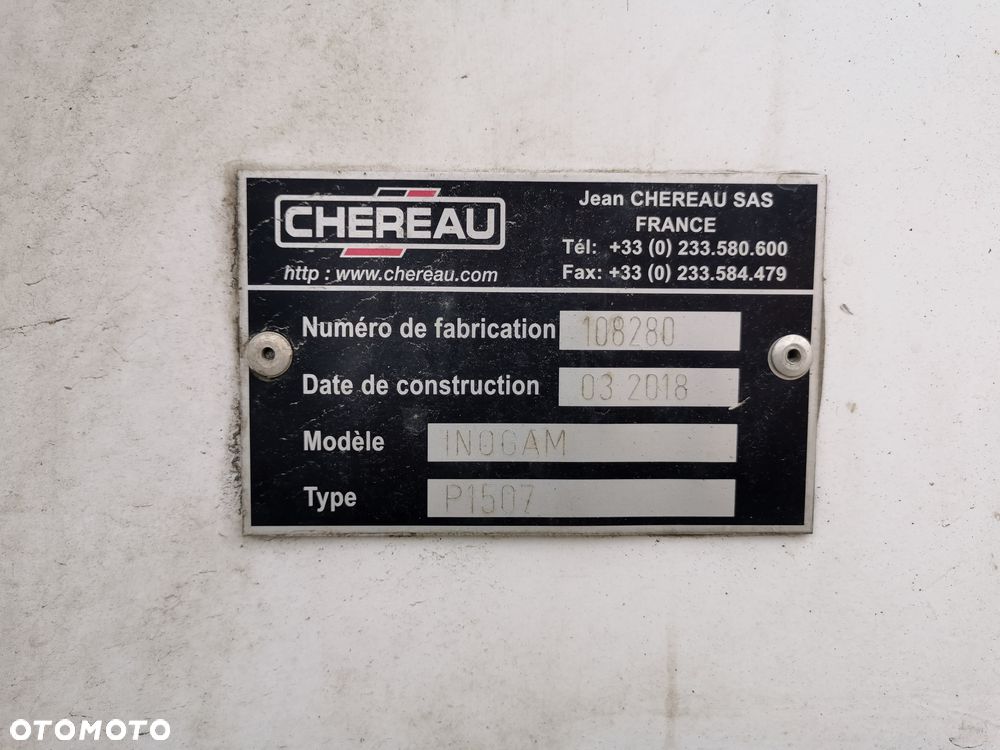 CHEREAU
http : www.chereau.com
Jean CHEREAU SAS
FRANCE
Tél: +33 (0) 233.580.600
Fax: +33 (0) 233.584.479
Numéro de fabrication 108280
Date de construction 03 2018
Modèle INOGAM
Type P1507
OTOMOTO